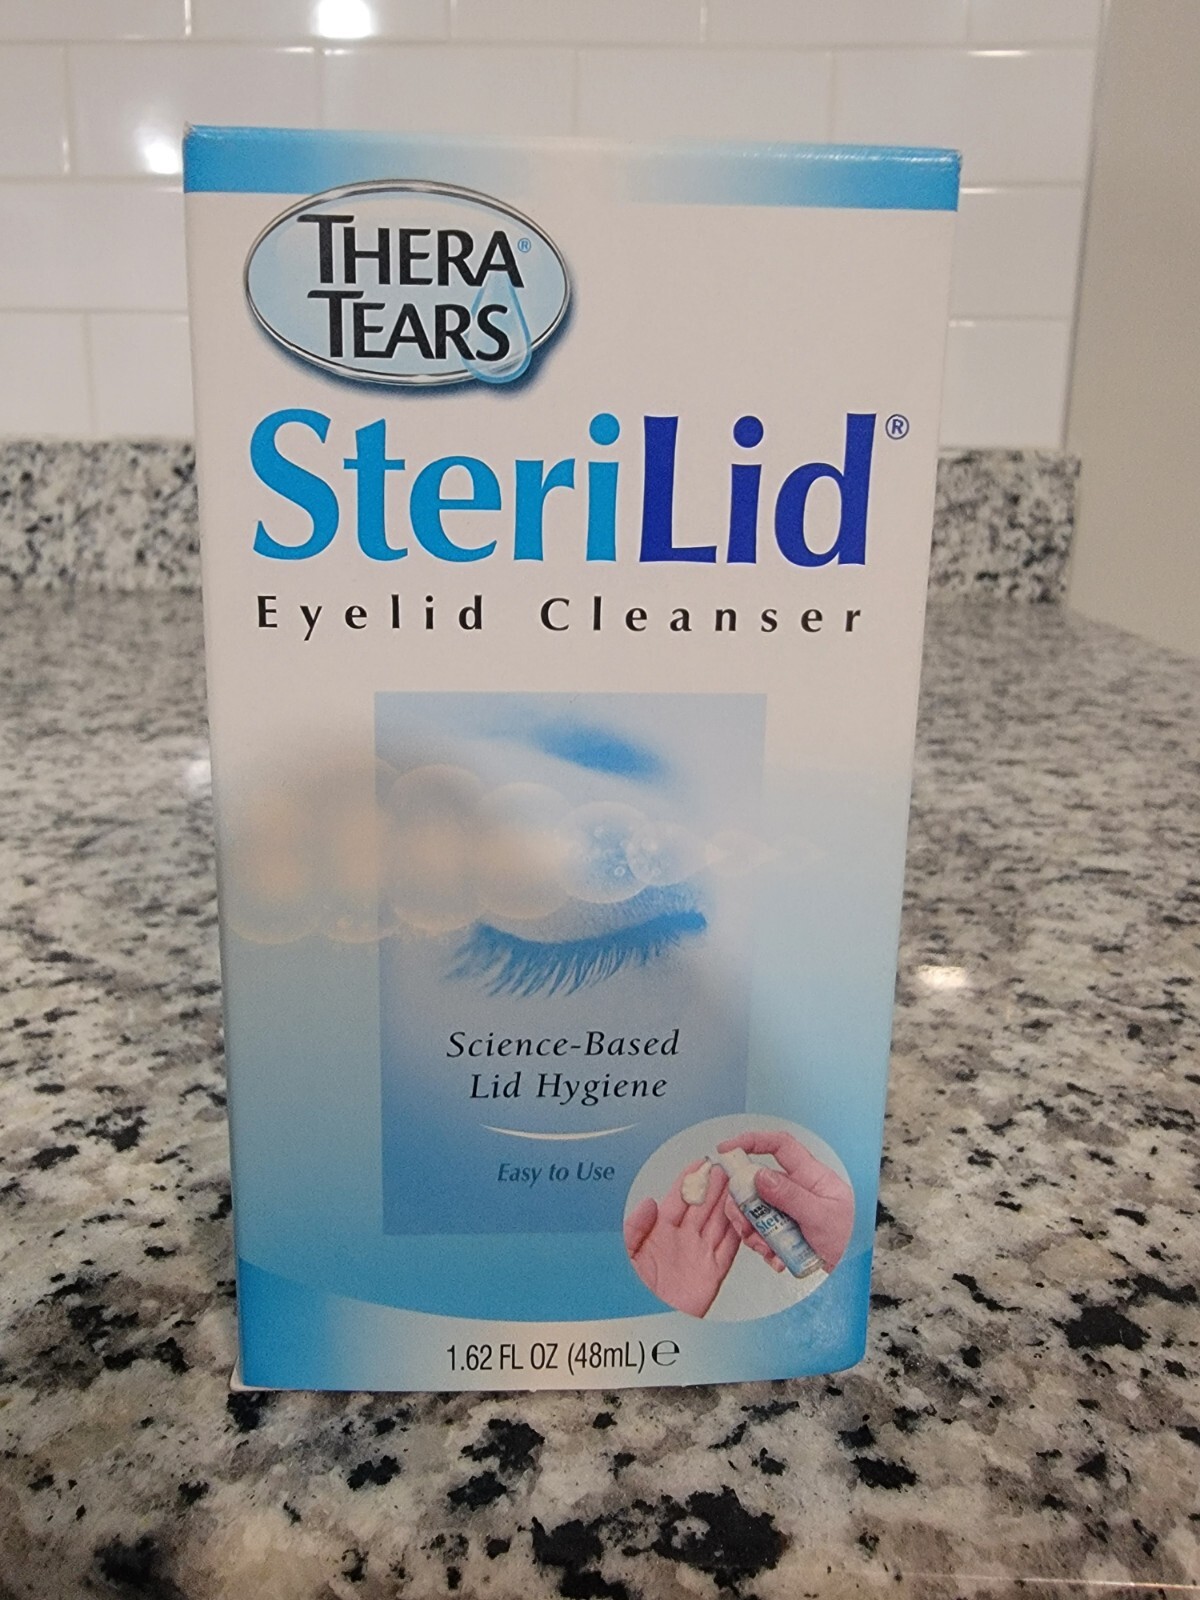 THERA®
TEARS
SteriLid®
Eyelid Cleanser
Science-Based
Lid Hygiene
Easy to Use
1.62 FL OZ (48mL) ℮